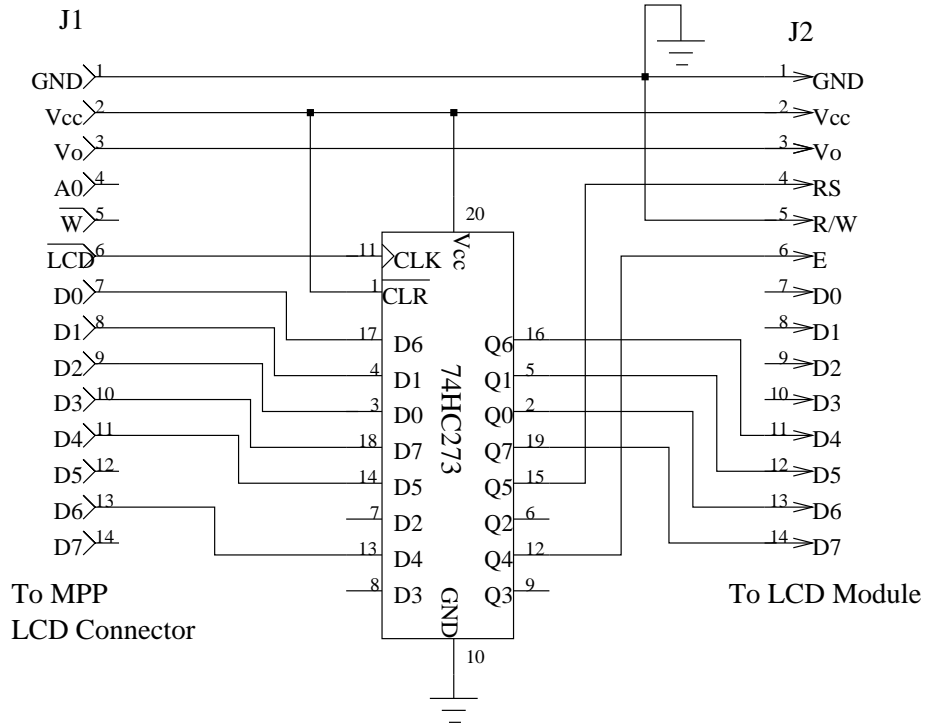 J1
J2
GND 1
1 GND
Vcc 2
2 Vcc
Vo 3
3 Vo
A0 4
4 RS
W 5
20
5 R/W
LCD 6
11 CLK
Vcc
6 E
D0 7
1 CLR
7 D0
D1 8
17 D6
Q6 16
8 D1
D2 9
4 D1
Q1 5
9 D2
D3 10
3 D0
Q0 2
10 D3
D4 11
18 D7
74HC273
Q7 19
11 D4
D5 12
14 D5
Q5 15
12 D5
D6 13
7 D2
Q2 6
13 D6
D7 14
13 D4
Q4 12
14 D7
8 D3
Q3 9
GND
10
To MPP
LCD Connector
To LCD Module